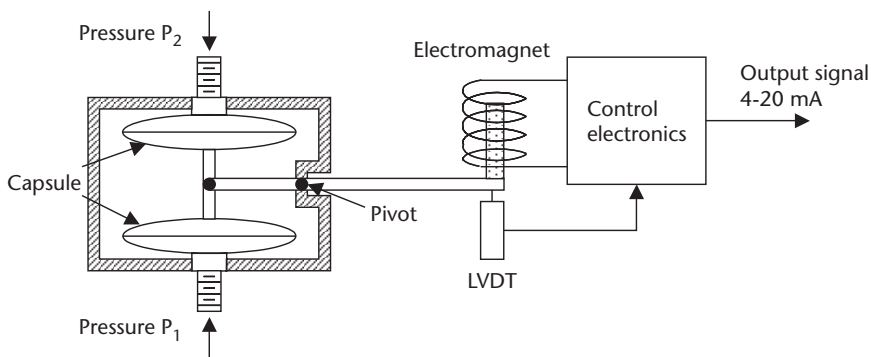 Pressure P2
Electromagnet
Output signal
4-20 mA
Control
electronics
Capsule
Pivot
LVDT
Pressure P1